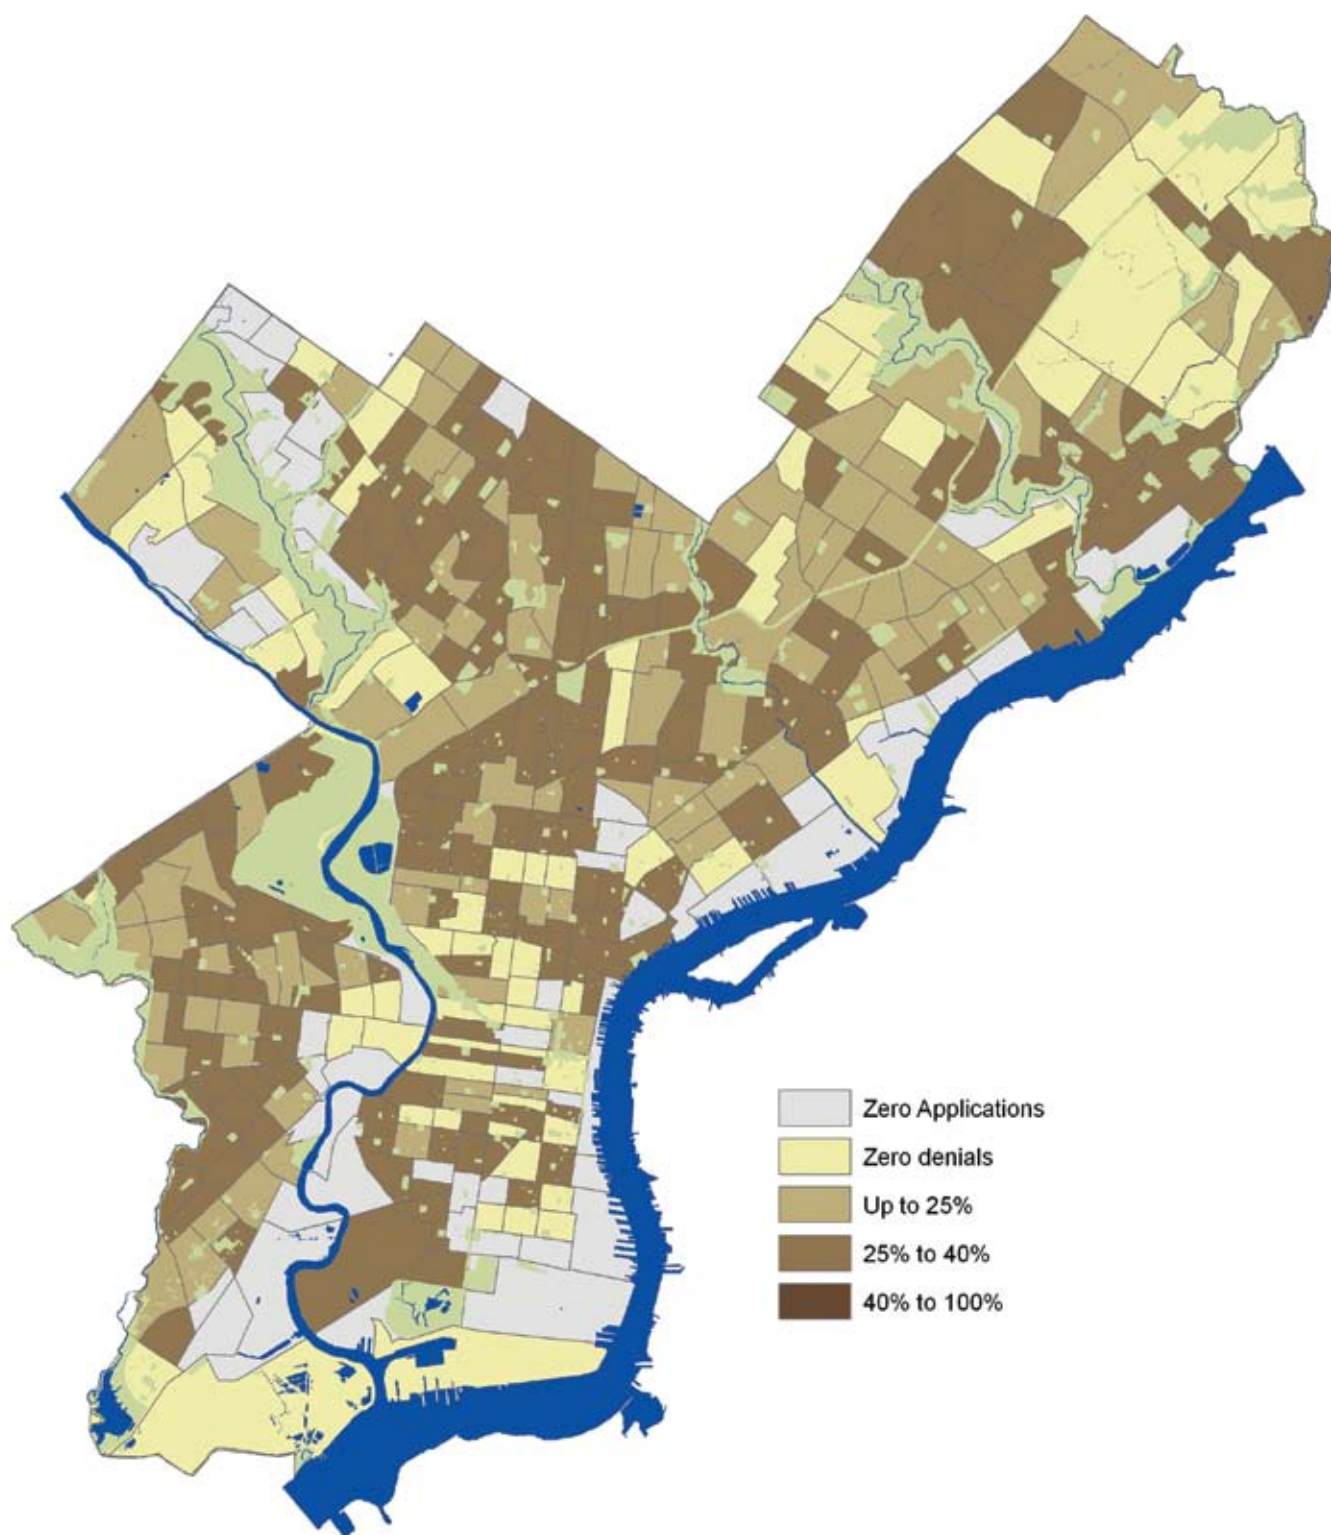 Zero Applications
Zero denials
Up to 25%
25% to 40%
40% to 100%